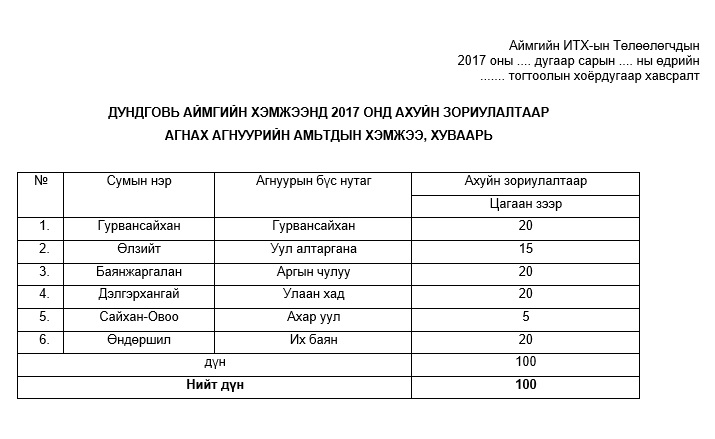 Аймгийн ИТХ-ын Төлөөлөгчдын
2017 оны .... дугаар сарын .... ны өдрийн
....... тогтоолын хоёрдугаар хавсралт
ДУНДГОВЬ АЙМГИЙН ХЭМЖЭЭНД 2017 ОНД АХУЙН ЗОРИУЛАЛТААР
АГНАХ АГНУУРИЙН АМЬТДЫН ХЭМЖЭЭ, ХУВААРЬ
№ Сумын нэр Агнуурын бүс нутаг Ахуйн зориулалтаар
Цагаан зээр
1. Гурвансайхан Гурвансайхан 20
2. Өлзийт Уул алтаргана 15
3. Баянжаргалан Аргын чулуу 20
4. Дэлгэрхангай Улаан хад 20
5. Сайхан-Овоо Ахар уул 5
6. Өндөршил Их баян 20
дүн 100
Нийт дүн 100